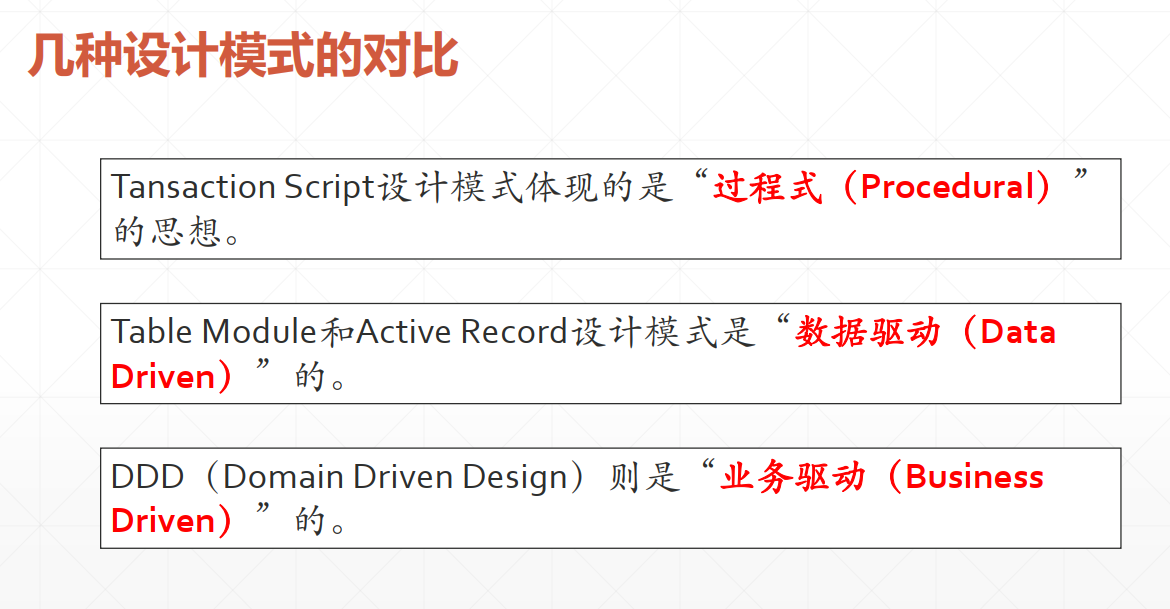 几种设计模式的对比
Tansaction Script设计模式体现的是“过程式（Procedural）”
的思想。
Table Module和Active Record设计模式是“数据驱动（Data
Driven）”的。
DDD（Domain Driven Design）则是“业务驱动（Business
Driven）”的。